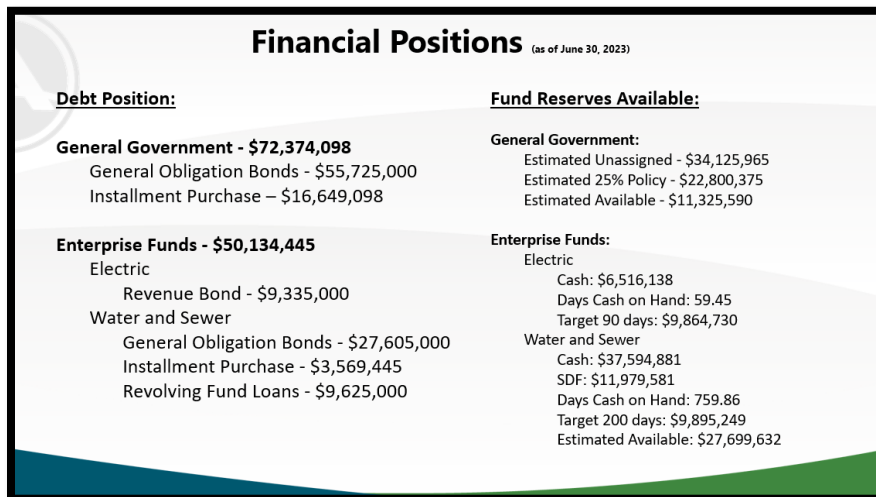 Financial Positions (as of June 30, 2023)
Debt Position:
General Government - $72,374,098
General Obligation Bonds - $55,725,000
Installment Purchase – $16,649,098
Enterprise Funds - $50,134,445
Electric
Revenue Bond - $9,335,000
Water and Sewer
General Obligation Bonds - $27,605,000
Installment Purchase - $3,569,445
Revolving Fund Loans - $9,625,000
Fund Reserves Available:
General Government:
Estimated Unassigned - $34,125,965
Estimated 25% Policy - $22,800,375
Estimated Available - $11,325,590
Enterprise Funds:
Electric
Cash: $6,516,138
Days Cash on Hand: 59.45
Target 90 days: $9,864,730
Water and Sewer
Cash: $37,594,881
SDF: $11,979,581
Days Cash on Hand: 759.86
Target 200 days: $9,895,249
Estimated Available: $27,699,632